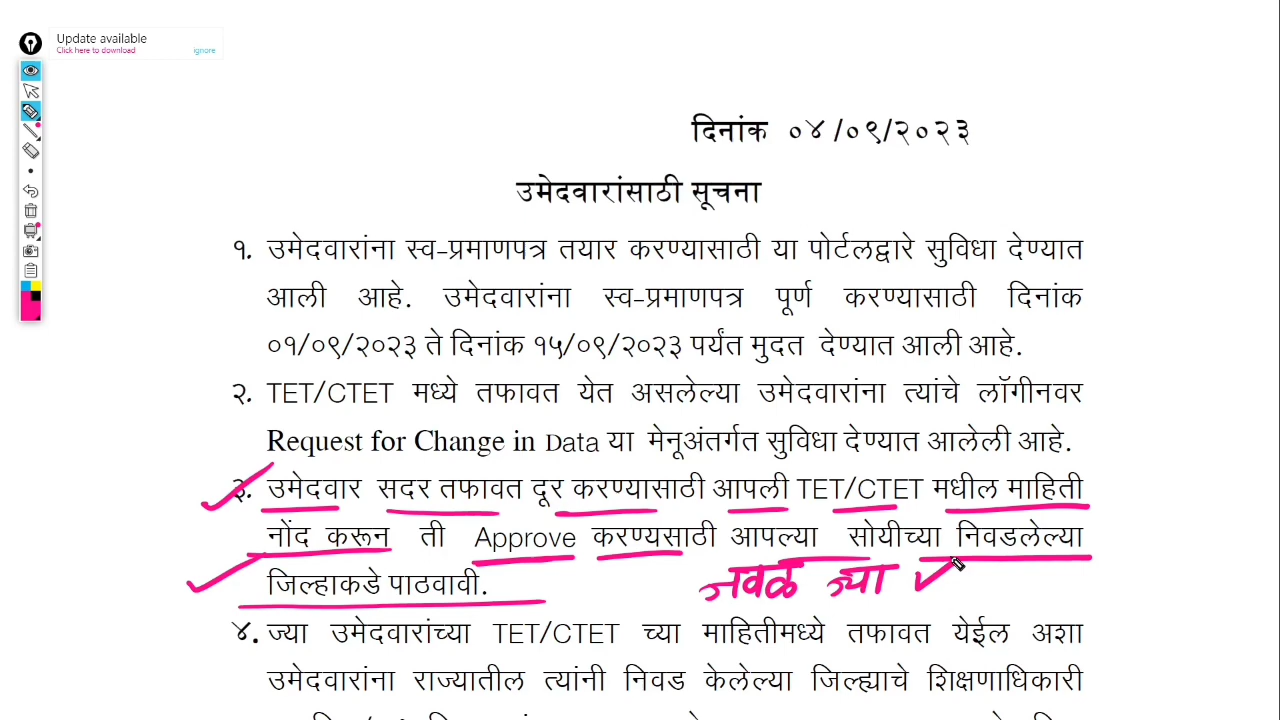 Update available
Click here to download ignore
दिनांक ०४/०९/२०२३
उमेदवारांसाठी सूचना
१. उमेदवारांना स्व-प्रमाणपत्र तयार करण्यासाठी या पोर्टलद्वारे सुविधा देण्यात
आली आहे. उमेदवारांना स्व-प्रमाणपत्र पूर्ण करण्यासाठी दिनांक
०१/०९/२०२३ ते दिनांक १५/०९/२०२३ पर्यंत मुदत देण्यात आली आहे.
२. TET/CTET मध्ये तफावत येत असलेल्या उमेदवारांना त्यांचे लॉगीनवर
Request for Change in Data या मेनूअंतर्गत सुविधा देण्यात आलेली आहे.
३. उमेदवार सदर तफावत दूर करण्यासाठी आपली TET/CTET मधील माहिती
नोंद करून ती Approve करण्यसाठी आपल्या सोयीच्या निवडलेल्या
जिल्हाकडे पाठवावी. जवळ च्या
४. ज्या उमेदवारांच्या TET/CTET च्या माहितीमध्ये तफावत येईल अशा
उमेदवारांना राज्यातील त्यांनी निवड केलेल्या जिल्ह्याचे शिक्षणाधिकारी